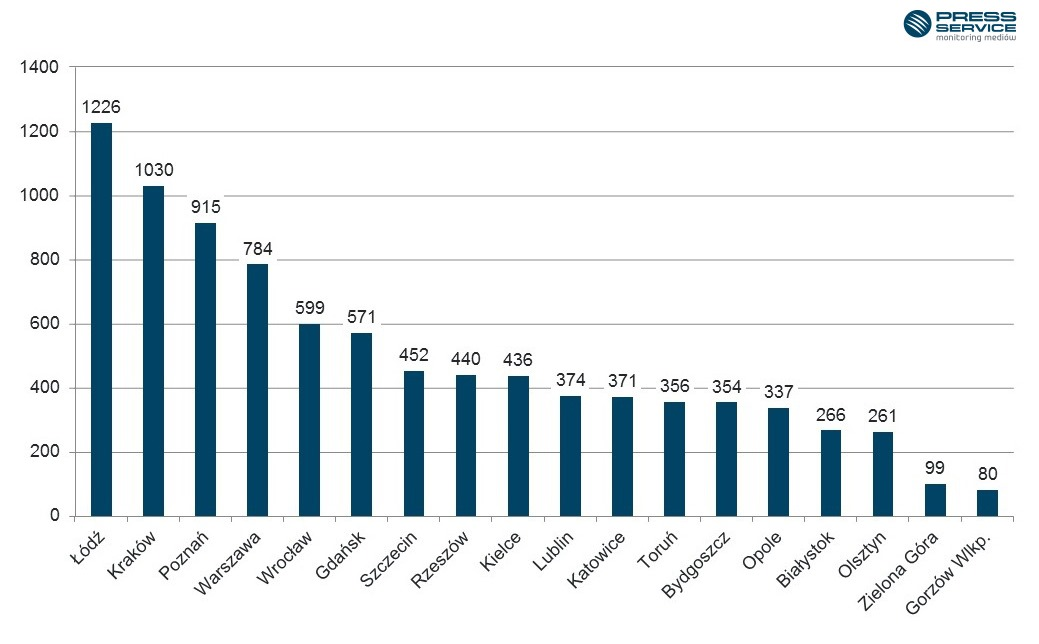 PRESS
SERVICE
monitoring mediów
1400
1200
1000
800
600
400
200
0
1226
1030
915
784
599
571
452
440
436
374
371
356
354
337
266
261
99
80
Łódź
Kraków
Poznań
Warszawa
Wrocław
Gdańsk
Szczecin
Rzeszów
Kielce
Lublin
Katowice
Toruń
Bydgoszcz
Opole
Białystok
Olsztyn
Zielona Góra
Gorzów Wlkp.